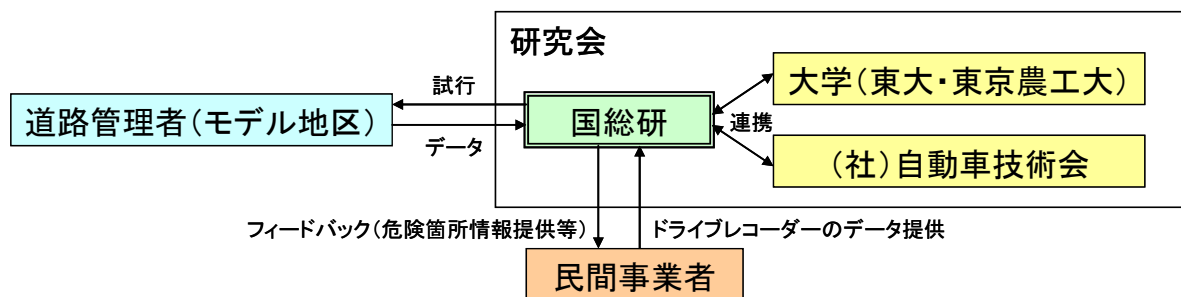 研究会
大学(東大・東京農工大)
試行
道路管理者(モデル地区)
国総研
連携
データ
(社)自動車技術会
フィードバック(危険箇所情報提供等)
ドライブレコーダーのデータ提供
民間事業者